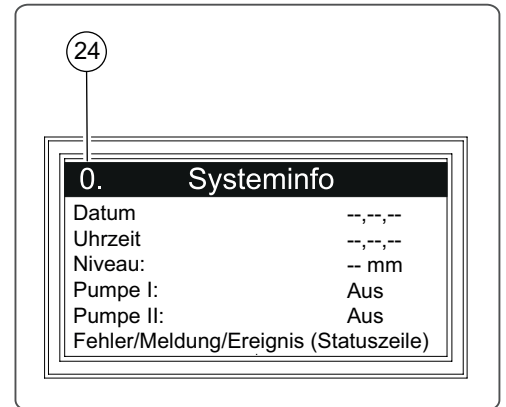 24
0. Systeminfo
Datum --,--,--
Uhrzeit --,--,--
Niveau: -- mm
Pumpe I: Aus
Pumpe II: Aus
Fehler/Meldung/Ereignis (Statuszeile)